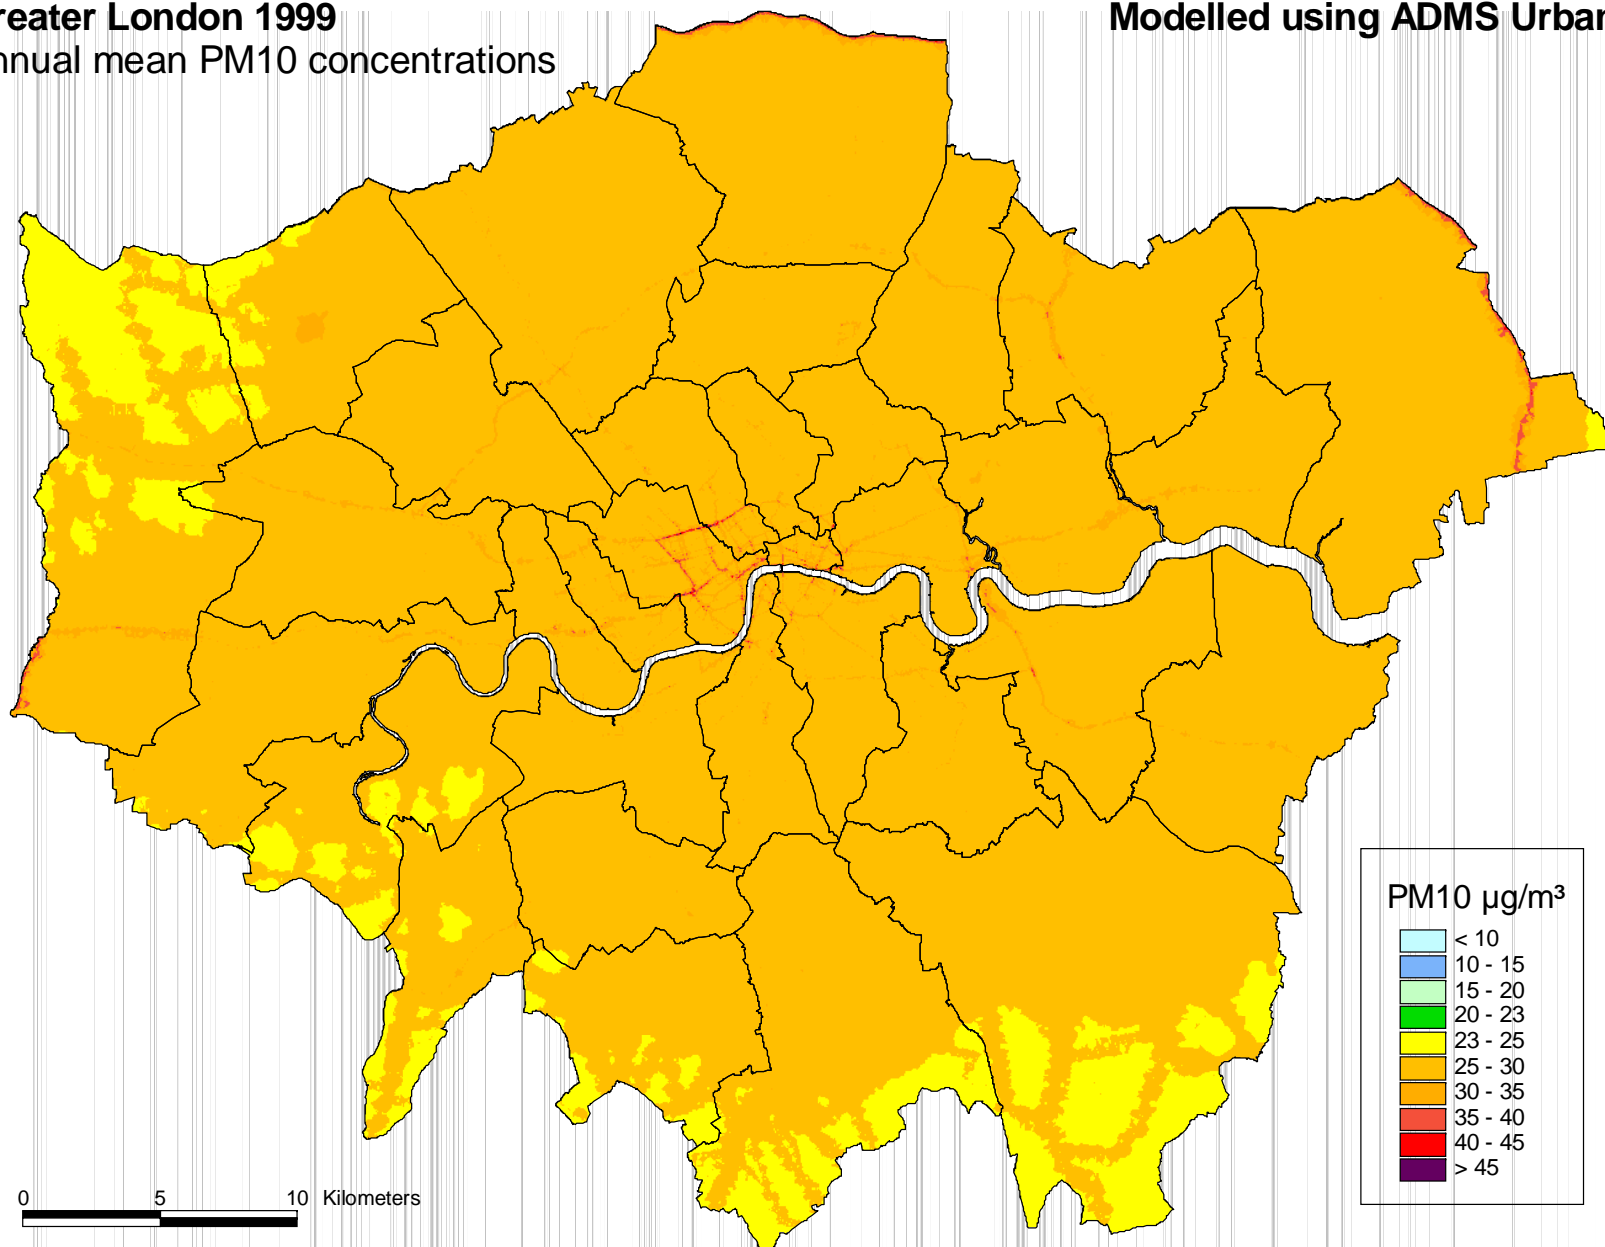 reater London 1999
Modelled using ADMS Urban
nnual mean PM10 concentrations
PM10 µg/m³
< 10
10 - 15
15 - 20
20 - 23
23 - 25
25 - 30
30 - 35
35 - 40
40 - 45
> 45
0 5 10 Kilometers